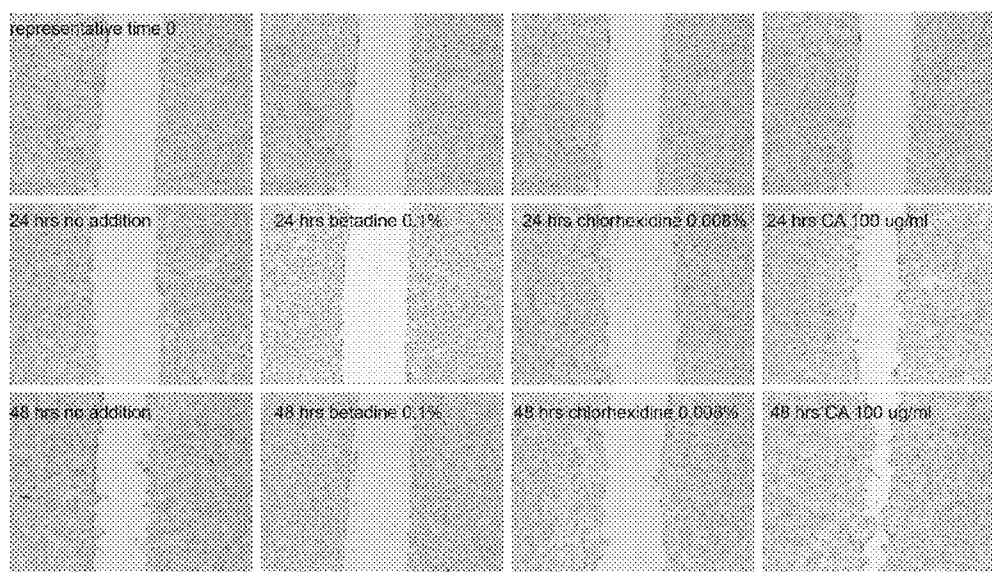 representative time 0
24 hrs no addition
24 hrs betadine 0.1%
24 hrs chlorhexidine 0.008%
24 hrs CA 100 ug/ml
48 hrs no addition
48 hrs betadine 0.1%
48 hrs chlorhexidine 0.008%
48 hrs CA 100 ug/ml